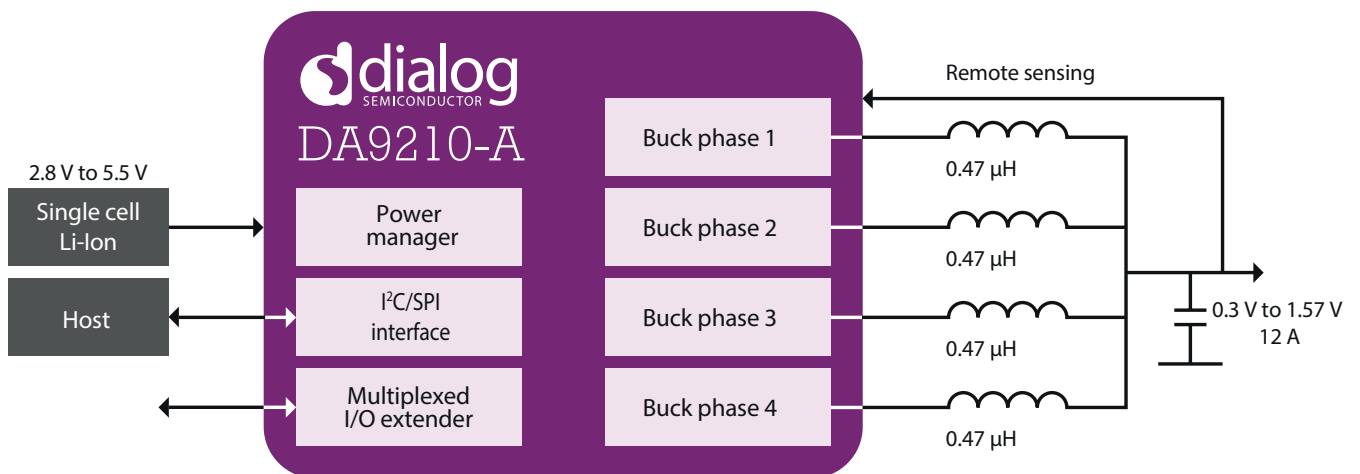 dialog
SEMICONDUCTOR
DA9210-A
2.8 V to 5.5 V
Single cell
Li-Ion
Host
Power
manager
I²C/SPI
interface
Multiplexed
I/O extender
Buck phase 1
Buck phase 2
Buck phase 3
Buck phase 4
Remote sensing
0.47 µH
0.47 µH
0.47 µH
0.47 µH
0.3 V to 1.57 V
12 A